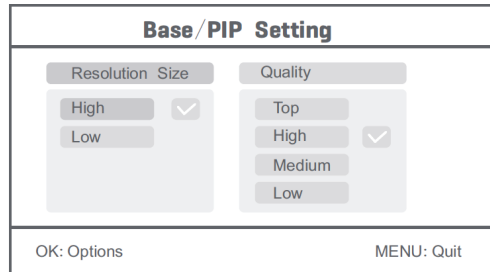 Base/PIP Setting
Resolution Size
High
Low
Quality
Top
High
Medium
Low
OK: Options
MENU: Quit